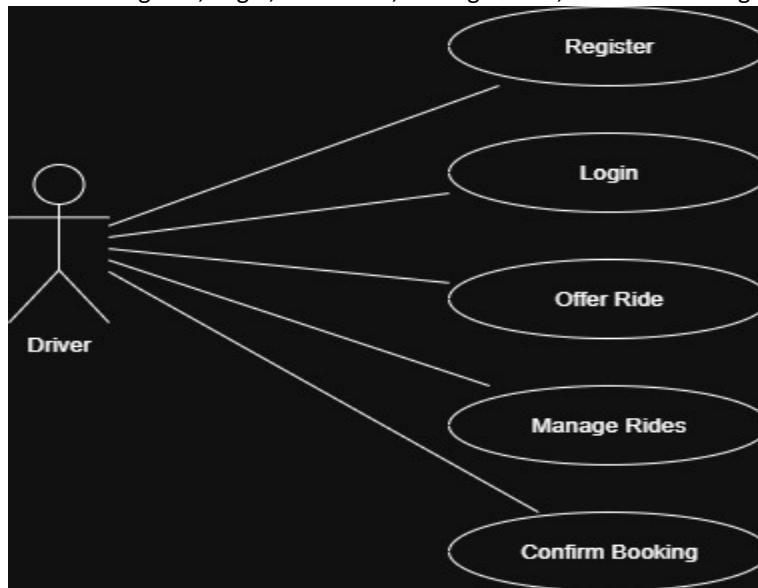 Register
Login
Offer Ride
Driver
Manage Rides
Confirm Booking